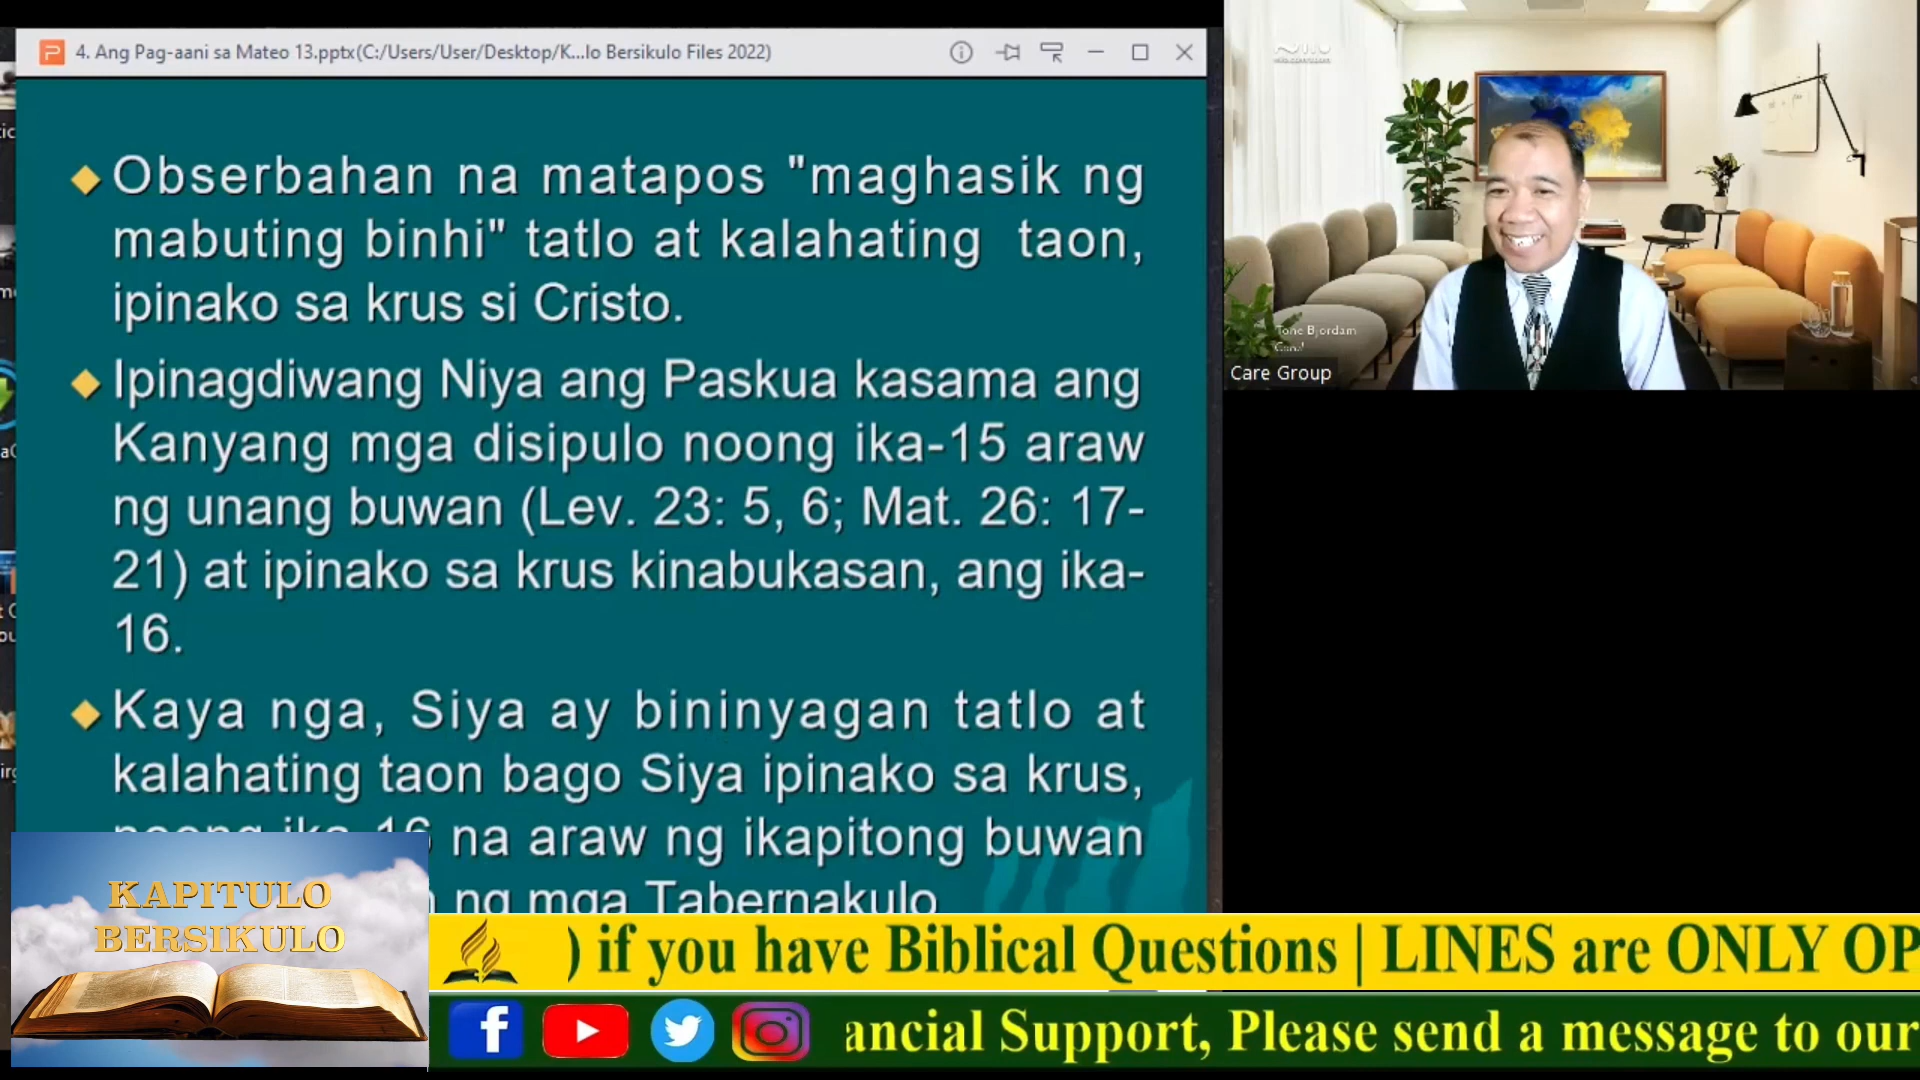 4. Ang Pag-aani sa Mateo 13.pptx(C:/Users/User/Desktop/K...lo Bersikulo Files 2022)
Obserbahan na matapos "maghasik ng
mabuting binhi" tatlo at kalahating taon,
ipinako sa krus si Cristo.
Ipinagdiwang Niya ang Paskua kasama ang
Kanyang mga disipulo noong ika-15 araw
ng unang buwan (Lev. 23: 5, 6; Mat. 26: 17-
21) at ipinako sa krus kinabukasan, ang ika-
16.
Kaya nga, Siya ay bininyagan tatlo at
kalahating taon bago Siya ipinako sa krus,
noong ika-16 na araw ng ikapitong buwan
ng mga Tabernakulo
Tone Bjordam
Care Group
KAPITULO
BERSIKULO
) if you have Biblical Questions | LINES are ONLY OP
ancial Support, Please send a message to our